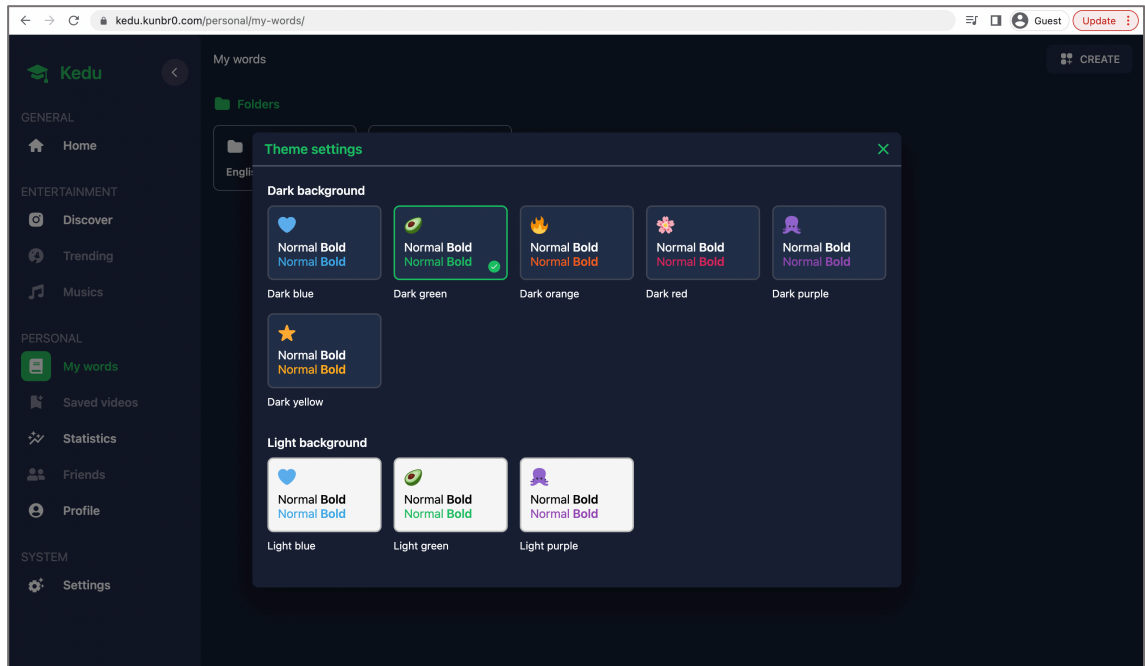 kedu.kunbr0.com/personal/my-words/
Guest
Update
Kedu
GENERAL
Home
ENTERTAINMENT
Discover
Trending
Musics
PERSONAL
My words
Saved videos
Statistics
Friends
Profile
SYSTEM
Settings
My words
CREATE
Folders
Theme settings
Dark background
Normal Bold
Normal Bold
Dark blue
Normal Bold
Normal Bold
Dark green
Normal Bold
Normal Bold
Dark orange
Normal Bold
Normal Bold
Dark red
Normal Bold
Normal Bold
Dark purple
Normal Bold
Normal Bold
Dark yellow
Light background
Normal Bold
Normal Bold
Light blue
Normal Bold
Normal Bold
Light green
Normal Bold
Normal Bold
Light purple